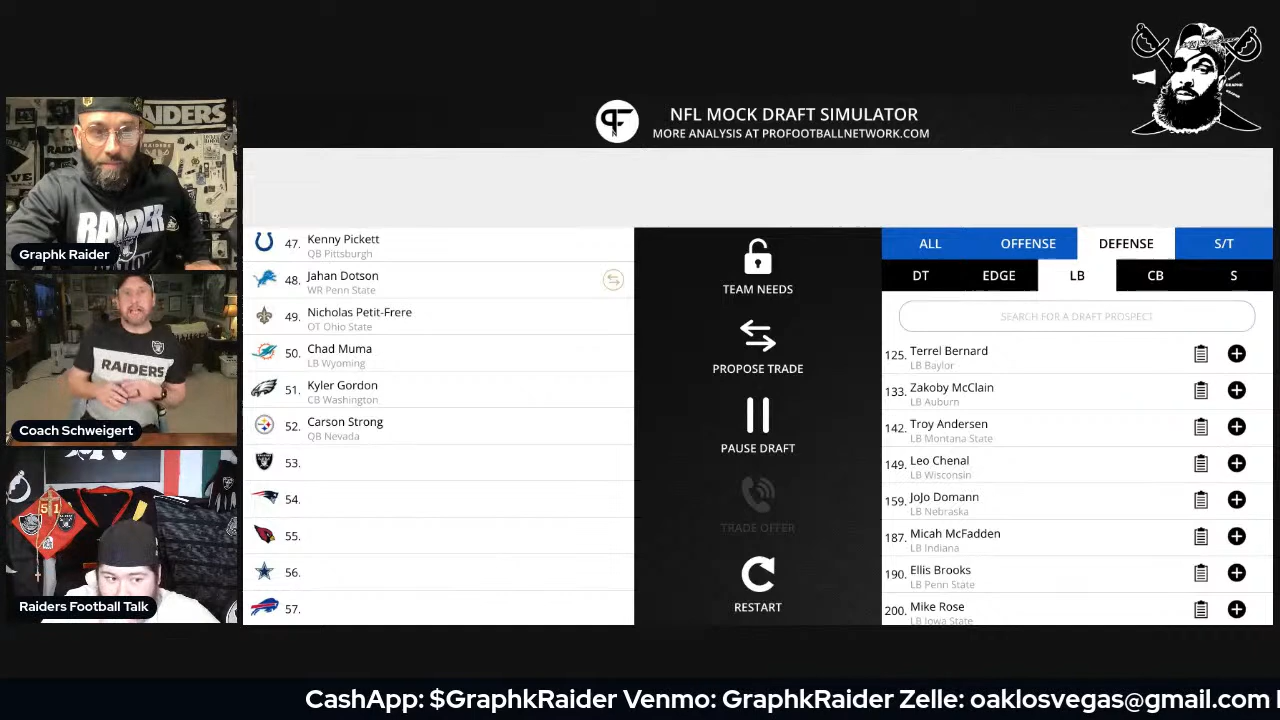 NFL MOCK DRAFT SIMULATOR
MORE ANALYSIS AT PROFOOTBALLNETWORK.COM
RAIDERS
RAIDER
Graphk Raider
RAIDERS
Coach Schweigert
51
Raiders Football Talk
47. Kenny Pickett
QB Pittsburgh
48. Jahan Dotson
WR Penn State
49. Nicholas Petit-Frere
OT Ohio State
50. Chad Muma
LB Wyoming
51. Kyler Gordon
CB Washington
52. Carson Strong
QB Nevada
53.
54.
55.
56.
57.
TEAM NEEDS
PROPOSE TRADE
PAUSE DRAFT
TRADE OFFER
RESTART
ALL OFFENSE DEFENSE S/T
DT EDGE LB CB S
SEARCH FOR A DRAFT PROSPECT
125. Terrel Bernard
LB Baylor
133. Zakoby McClain
LB Auburn
142. Troy Andersen
LB Montana State
149. Leo Chenal
LB Wisconsin
159. JoJo Domann
LB Nebraska
187. Micah McFadden
LB Indiana
190. Ellis Brooks
LB Penn State
200. Mike Rose
LB Iowa State
CashApp: $GraphkRaider Venmo: GraphkRaider Zelle: oaklosvegas@gmail.com